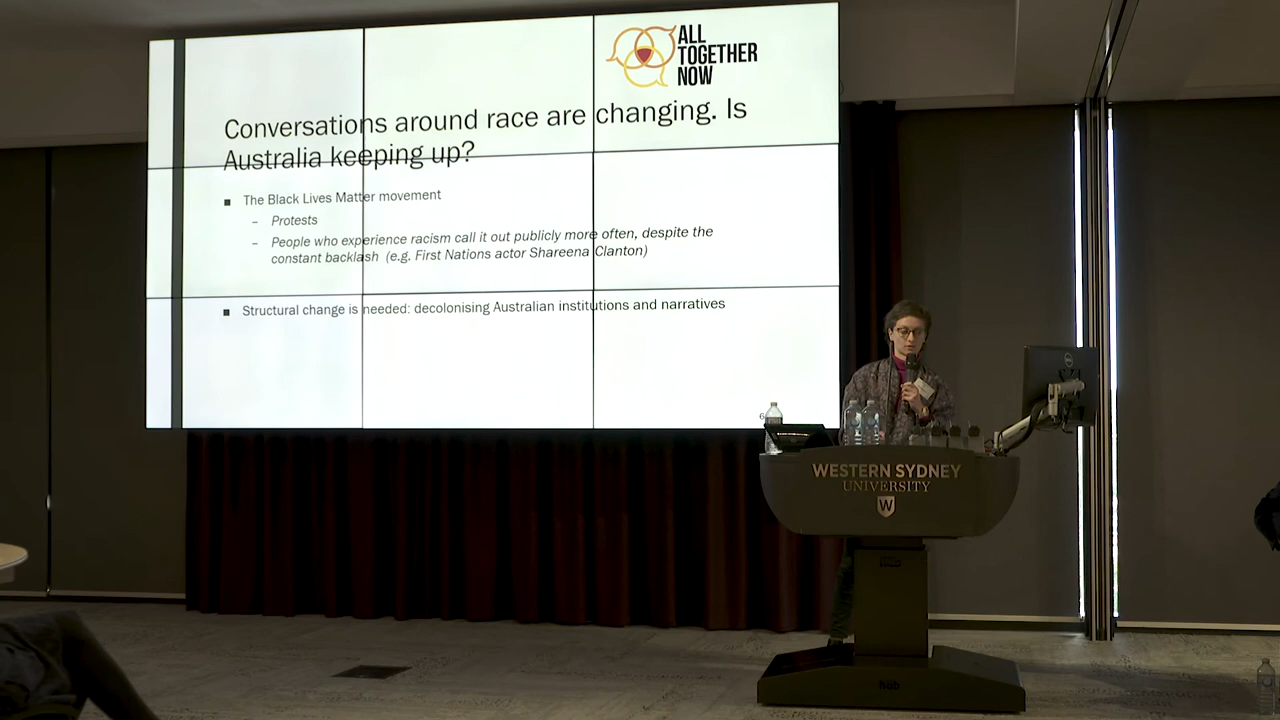 ALL
TOGETHER
NOW
Conversations around race are changing. Is
Australia keeping up?
The Black Lives Matter movement
– Protests
– People who experience racism call it out publicly more often, despite the
constant backlash (e.g. First Nations actor Shareena Clanton)
Structural change is needed: decolonising Australian institutions and narratives
6
WESTERN SYDNEY
UNIVERSITY
W
hub